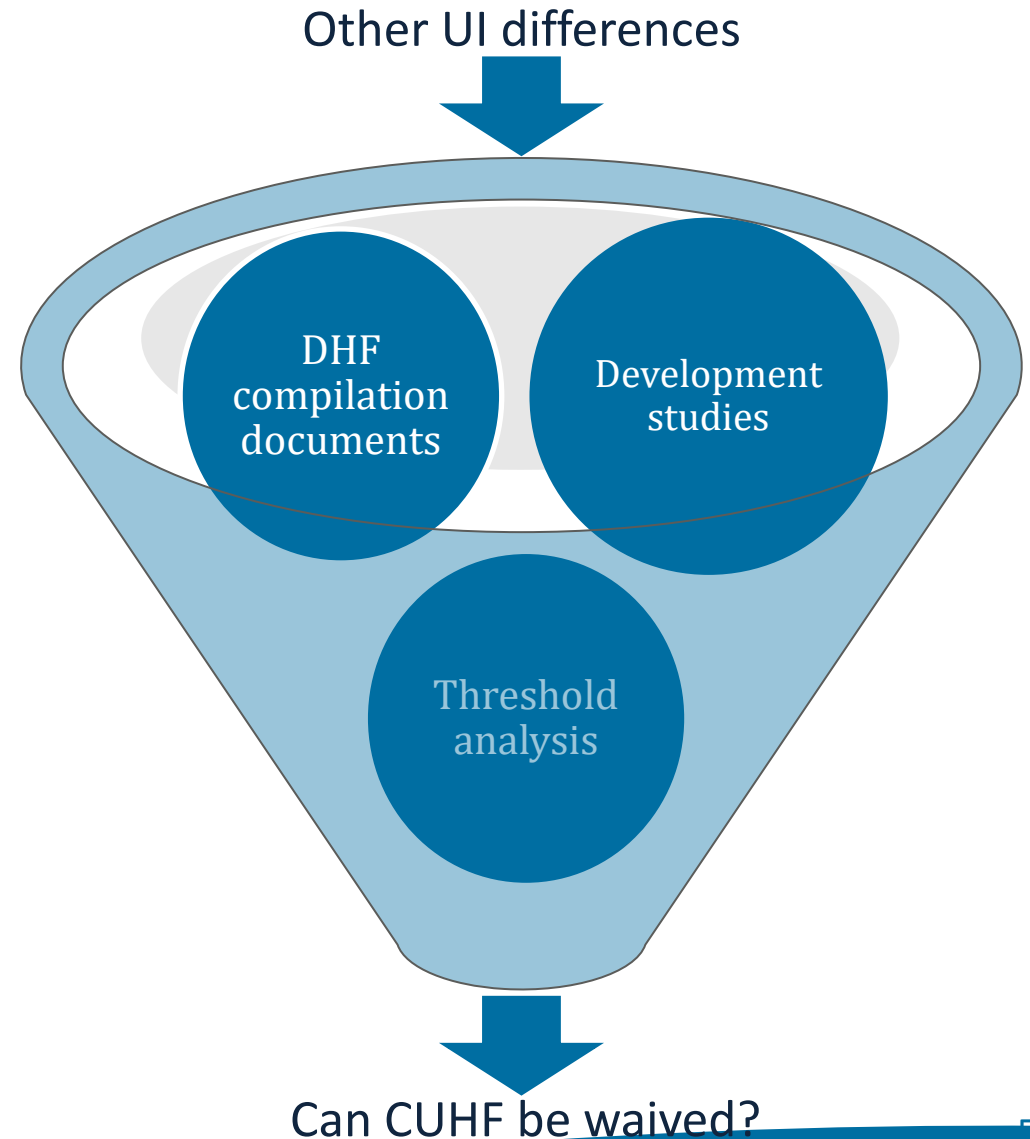 Other UI differences
DHF
compilation
documents
Development
studies
Threshold
analysis
Can CUHF be waived?